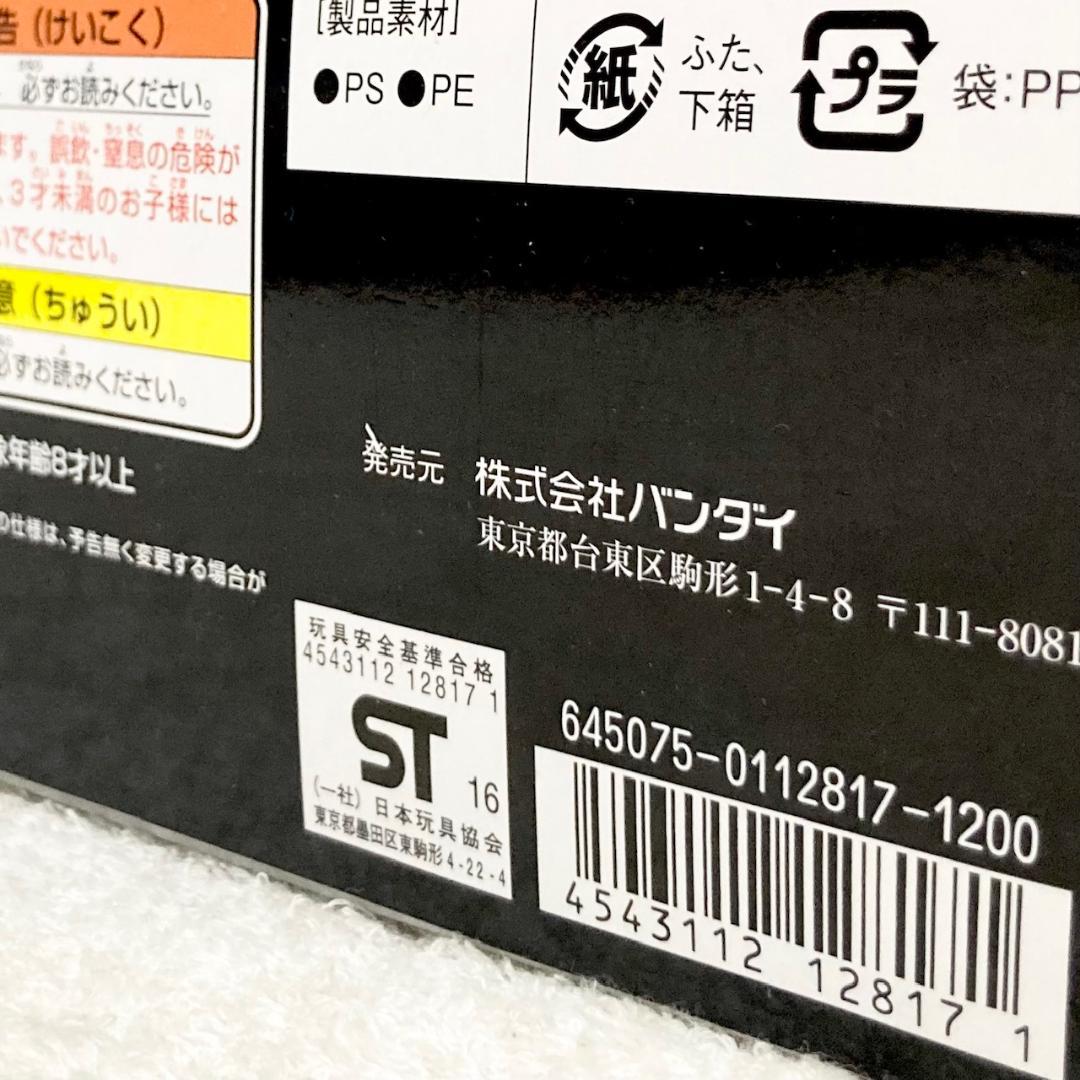 告（けいこく）
必ずお読みください。
ます。誤飲・窒息の危険が
、3才未満のお子様には
いでください。
意（ちゅうい）
必ずお読みください。
年齢8才以上
の仕様は、予告無く変更する場合が
［製品素材］
●PS ●PE
紙
ふた、
下箱
プラ
袋：PP
発売元 株式会社バンダイ
東京都台東区駒形1-4-8 〒111-8081
玩具安全基準合格
4543112 12817 1
ST 16
（一社）日本玩具協会
東京都墨田区東駒形4-22-4
645075-0112817-1200
4543112 128171